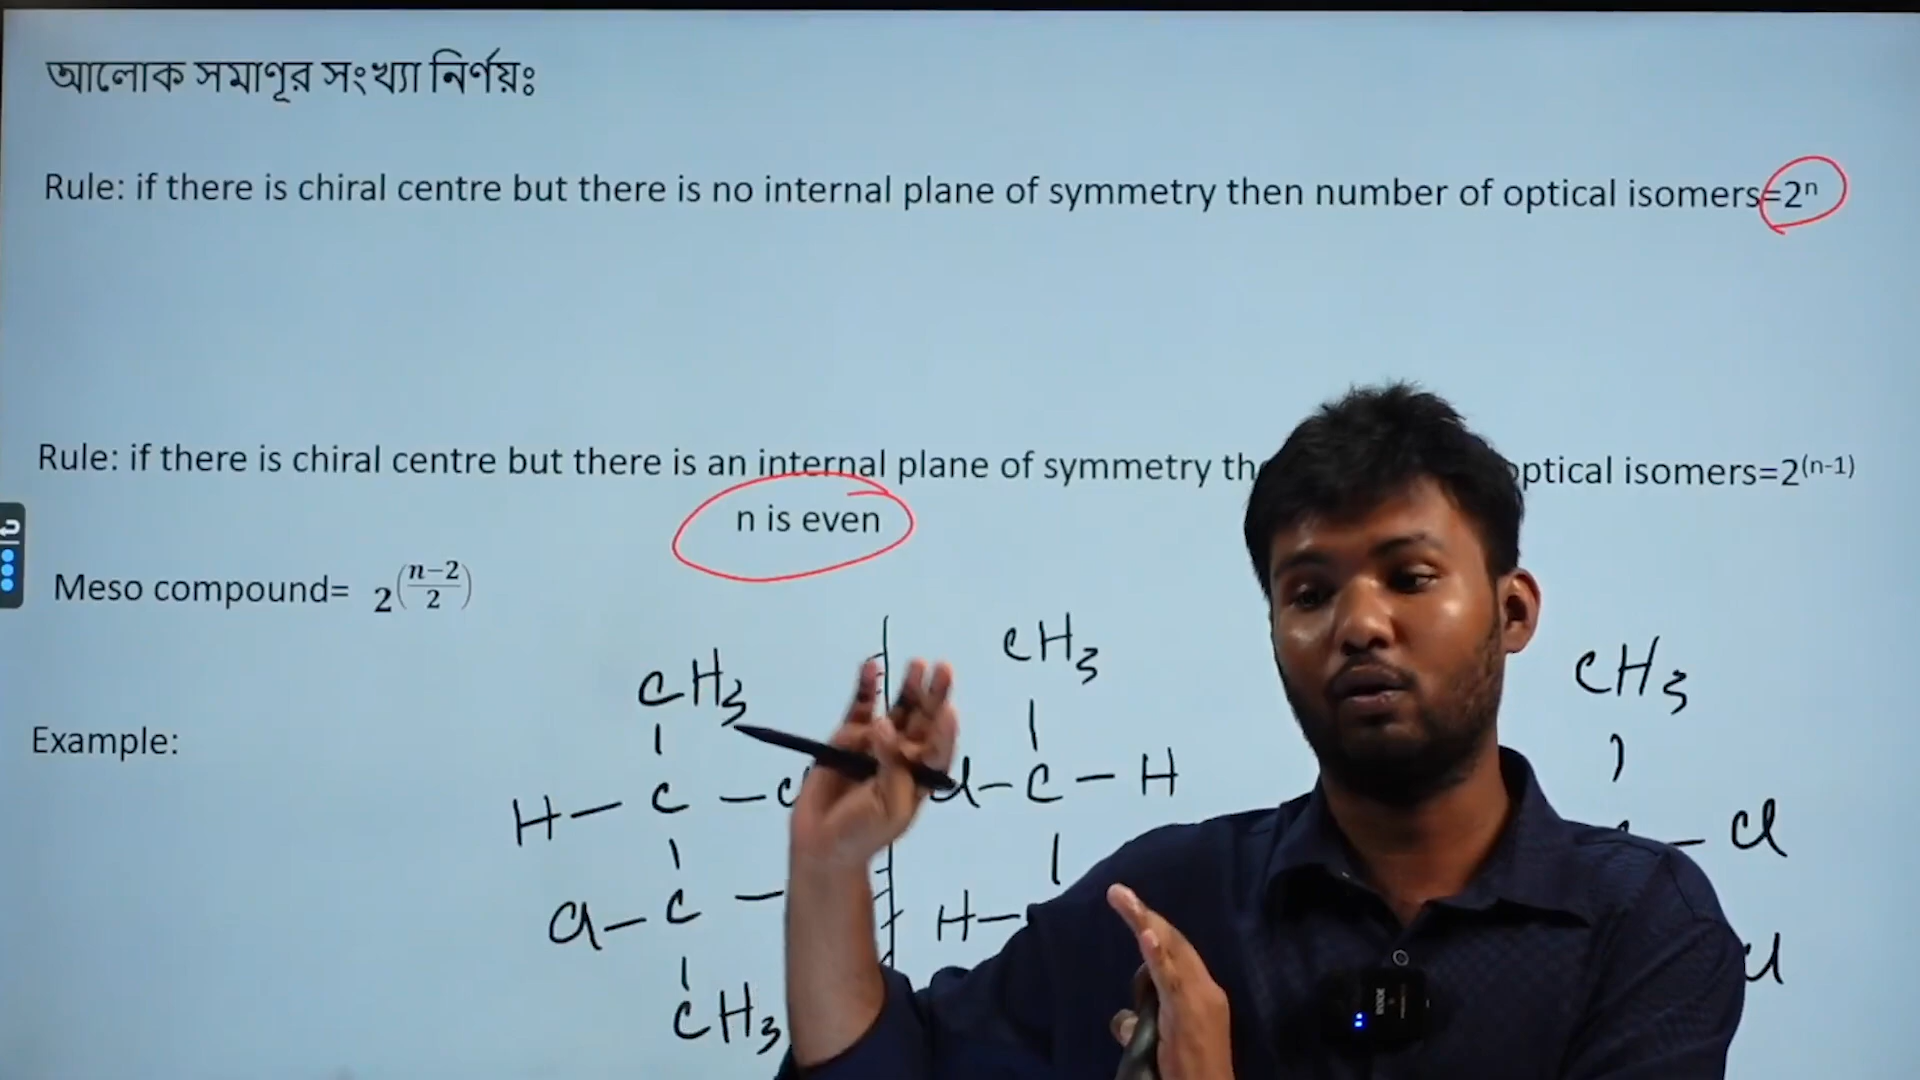 আলোক সমাণূর সংখ্যা নির্ণয়ঃ
Rule: if there is chiral centre but there is no internal plane of symmetry then number of optical isomers=2ⁿ
Rule: if there is chiral centre but there is an internal plane of symmetry optical isomers=2⁽ⁿ⁻¹⁾
n is even
Meso compound= 2^((n−2)/2)
Example:
CH₃ CH₃ CH₃
H–C– –C–H –Cl
Cl–C– H– Cl
CH₃